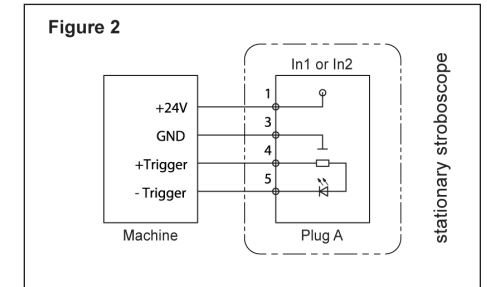 Figure 2
In1 or In2
1
+24V
3
GND
4
+Trigger
5
- Trigger
Machine
Plug A
stationary stroboscope